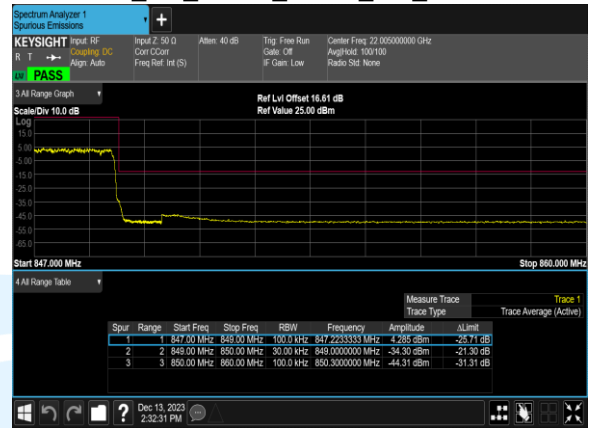 Spectrum Analyzer 1
Spurious Emissions
+
KEYSIGHT Input: RF Input Z: 50 Ω Atten: 40 dB Trig: Free Run Center Freq: 22.005000000 GHz
R T Coupling: DC Corr CCorr Gate: Off Avg|Hold: 100/100
Align: Auto Freq Ref: Int (S) IF Gain: Low Radio Std: None
LXI PASS
3 All Range Graph
Ref Lvl Offset 16.61 dB
Scale/Div 10.0 dB Ref Value 25.00 dBm
Log
15.0
5.00
-5.00
-15.0
-25.0
-35.0
-45.0
-55.0
-65.0
Start 847.000 MHz Stop 860.000 MHz
4 All Range Table
Measure Trace Trace 1
Trace Type Trace Average (Active)
Spur Range Start Freq Stop Freq RBW Frequency Amplitude ΔLimit
1 1 847.00 MHz 849.00 MHz 100.0 kHz 847.2233333 MHz 4.285 dBm -25.71 dB
2 2 849.00 MHz 850.00 MHz 30.00 kHz 849.0000000 MHz -34.30 dBm -21.30 dB
3 3 850.00 MHz 860.00 MHz 100.0 kHz 850.3000000 MHz -44.31 dBm -31.31 dB
? Dec 13, 2023
2:32:31 PM